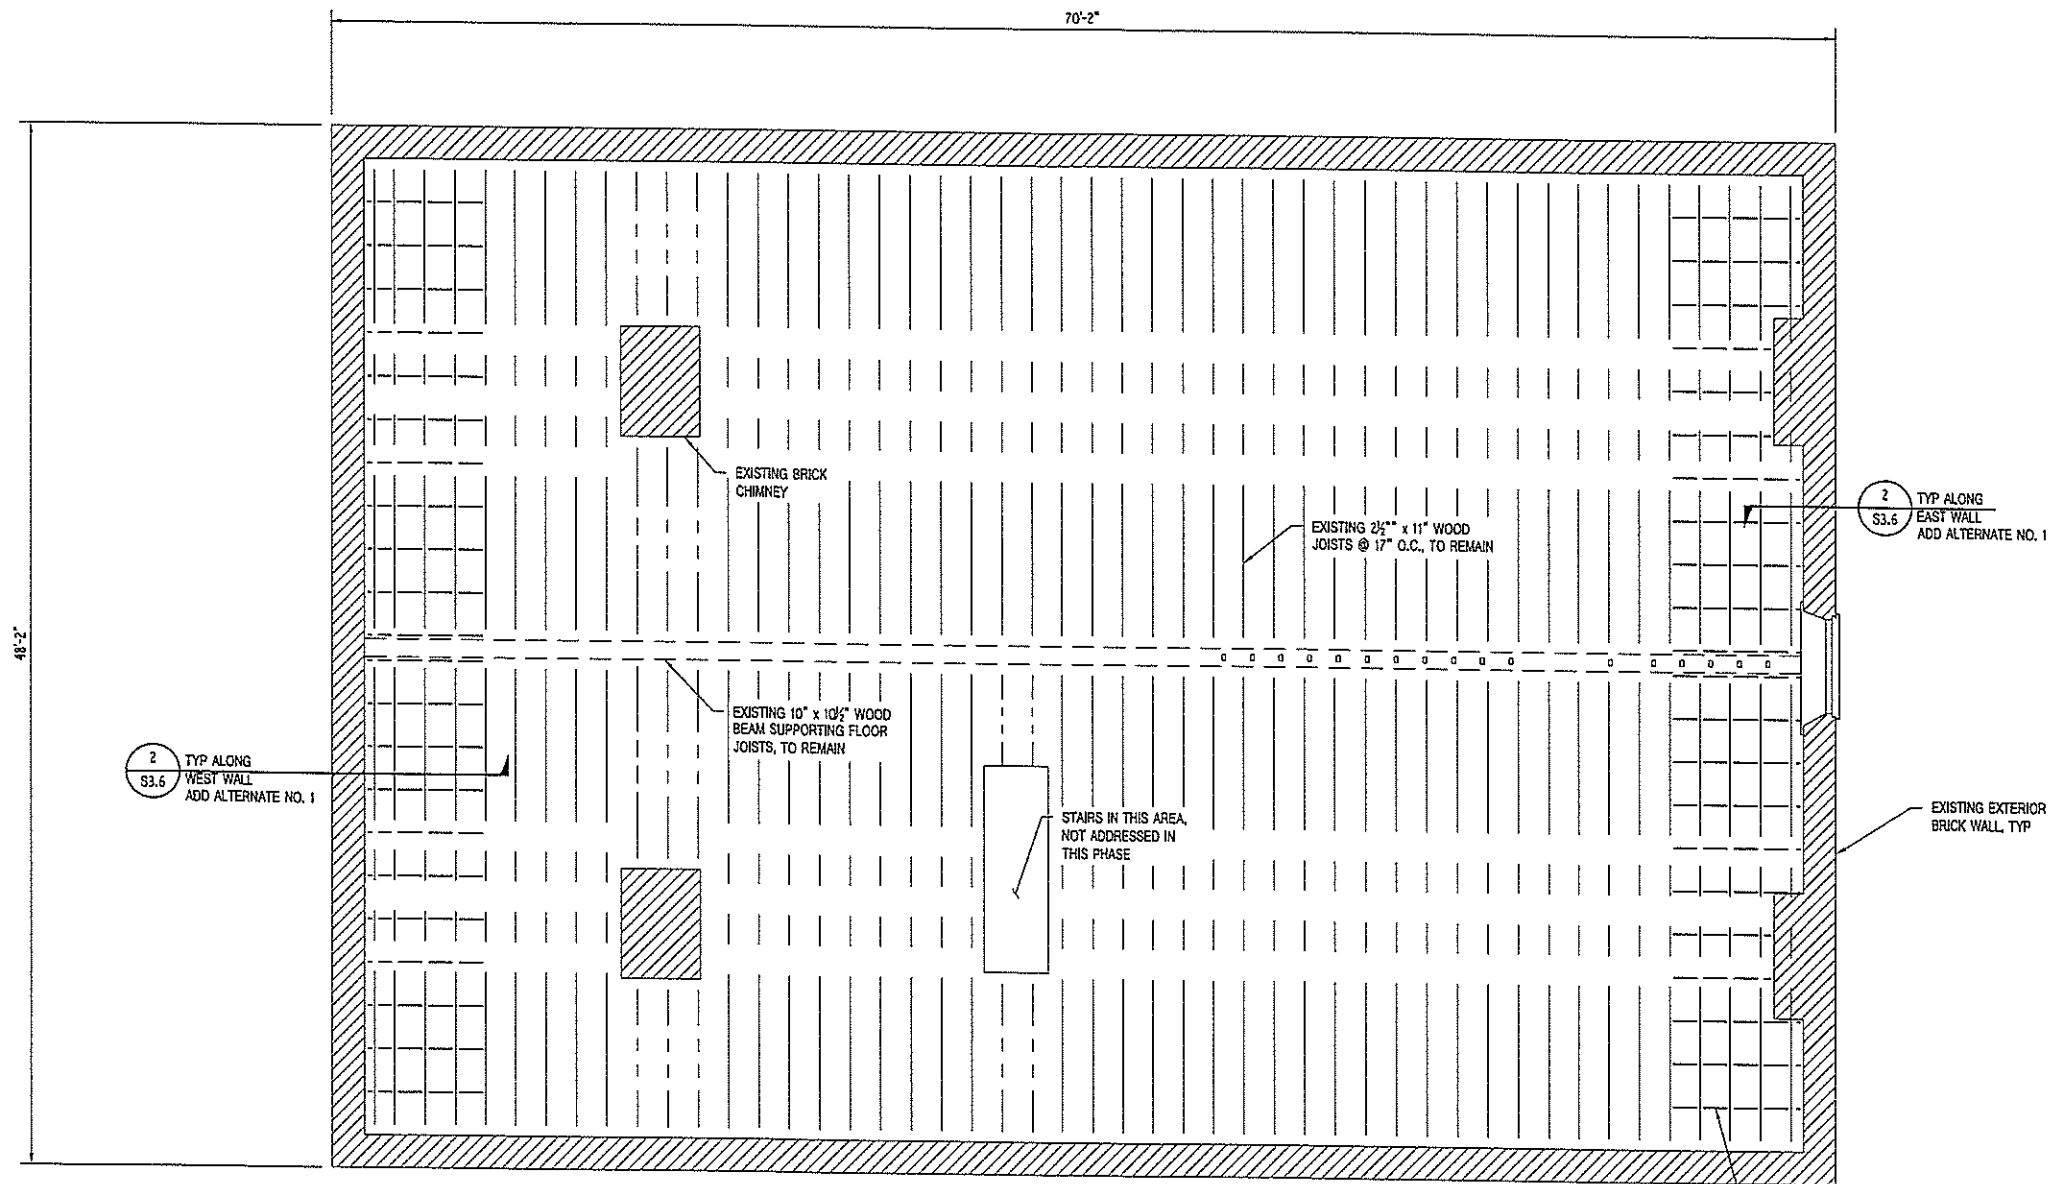 70'-2"
48'-2"
EXISTING BRICK
CHIMNEY
EXISTING 2½"" x 11" WOOD
JOISTS @ 17" O.C., TO REMAIN
2
S3.6
TYP ALONG
EAST WALL
ADD ALTERNATE NO. 1
EXISTING 10" x 10½" WOOD
BEAM SUPPORTING FLOOR
JOISTS, TO REMAIN
2
S3.6
TYP ALONG
WEST WALL
ADD ALTERNATE NO. 1
STAIRS IN THIS AREA,
NOT ADDRESSED IN
THIS PHASE
EXISTING EXTERIOR
BRICK WALL, TYP